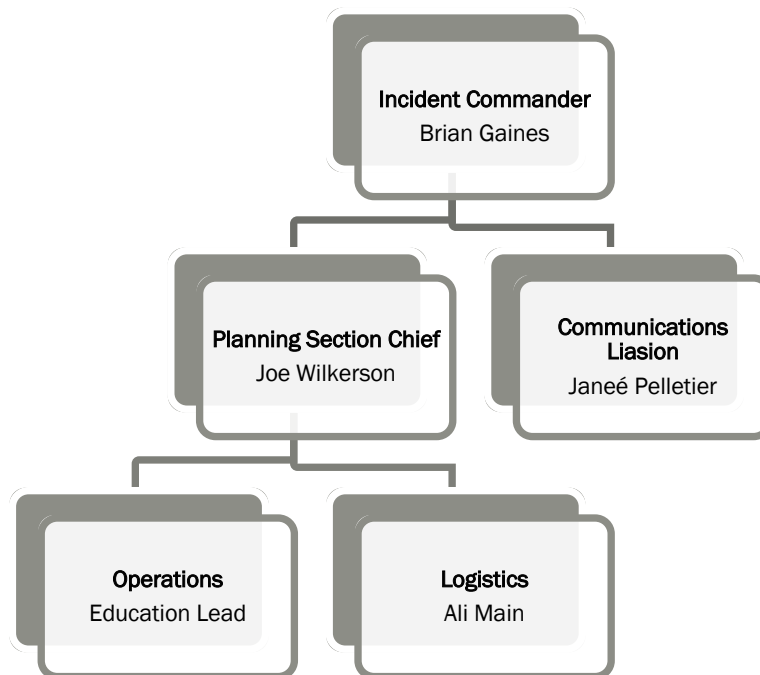 Incident Commander
Brian Gaines
Planning Section Chief
Joe Wilkerson
Communications
Liasion
Janeé Pelletier
Operations
Education Lead
Logistics
Ali Main